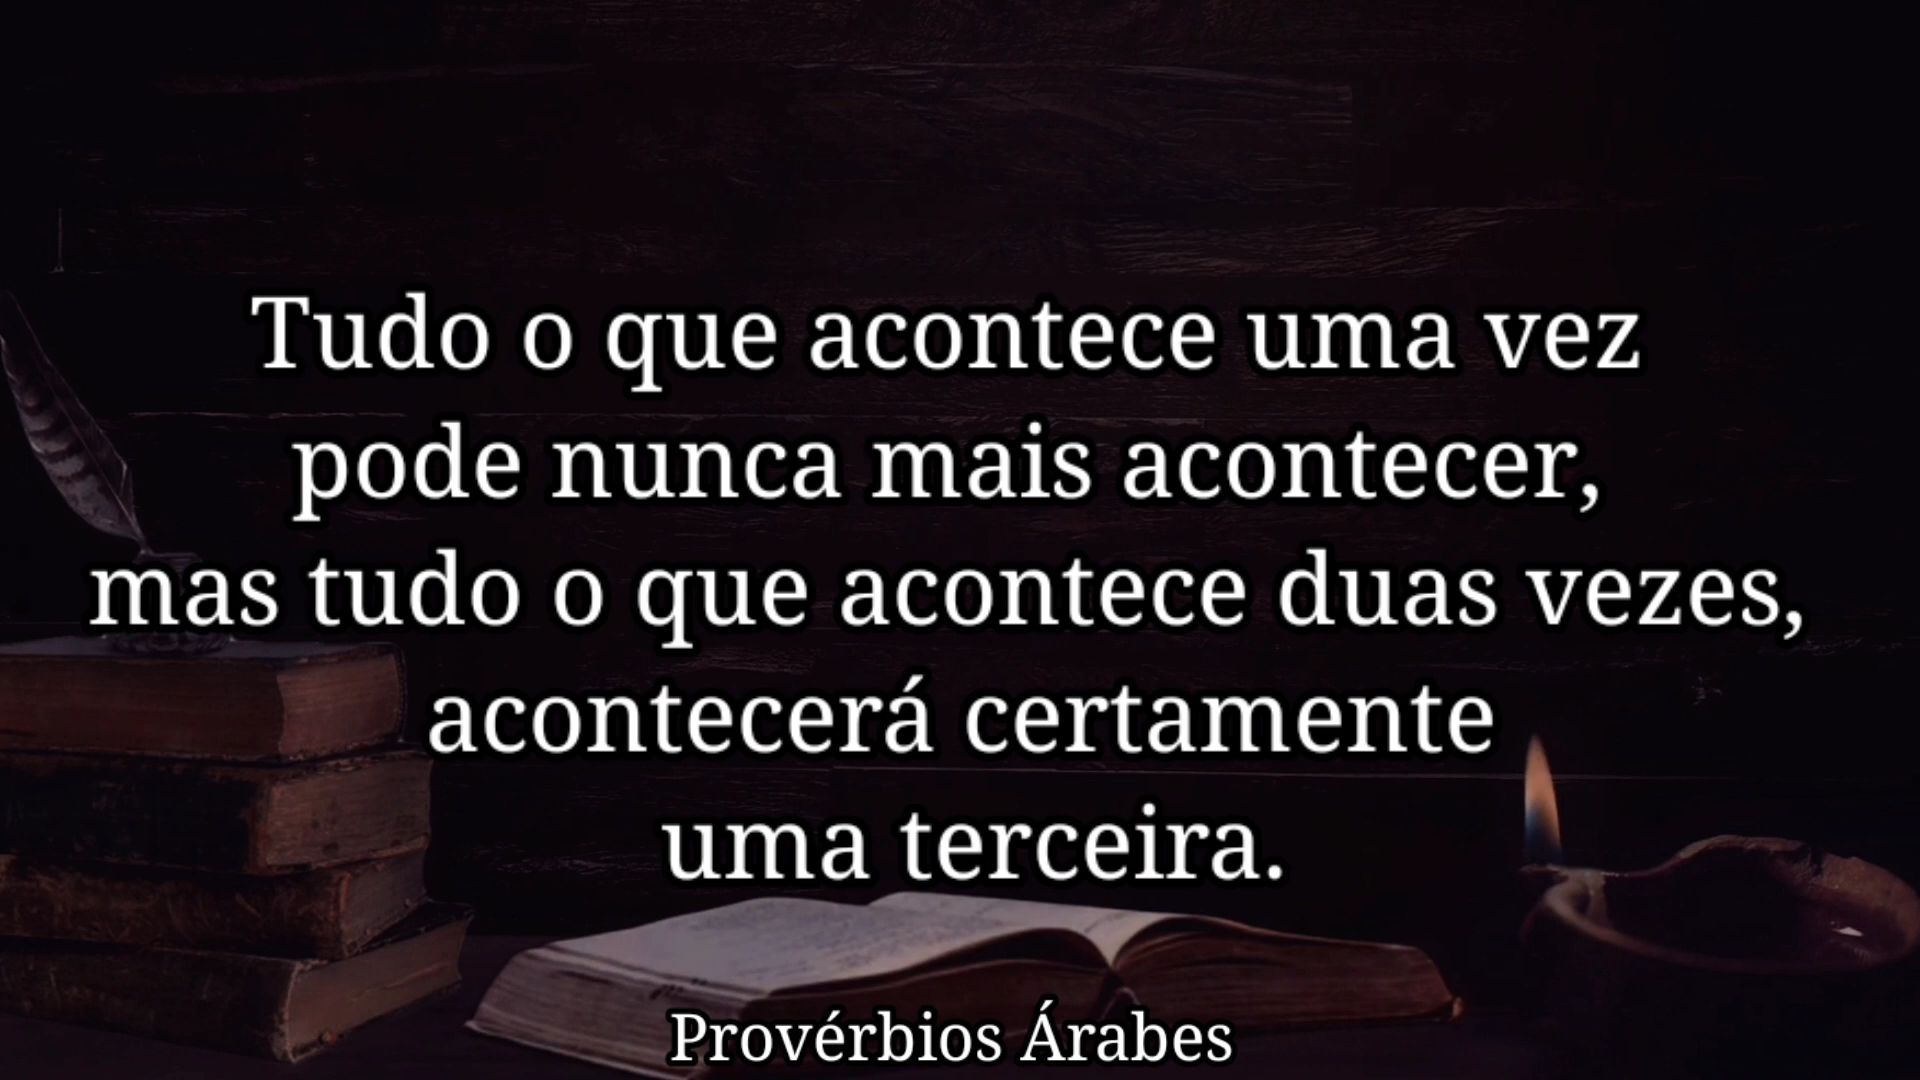 Tudo o que acontece uma vez
pode nunca mais acontecer,
mas tudo o que acontece duas vezes,
acontecerá certamente
uma terceira.
Provérbios Árabes